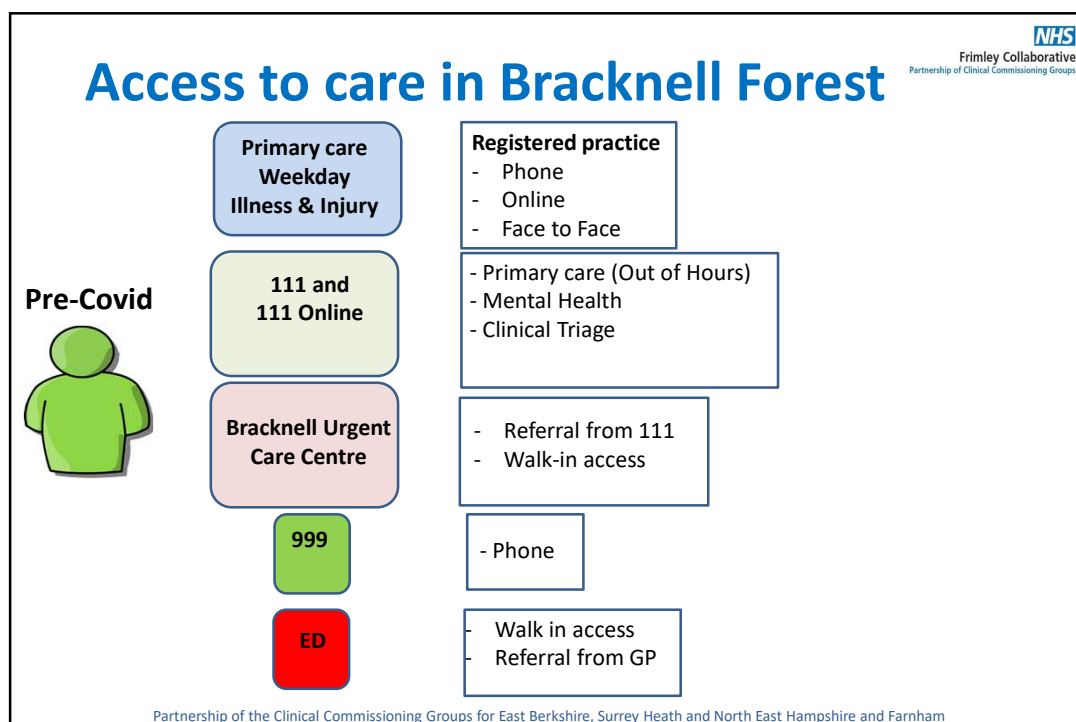 NHS
Frimley Collaborative
Partnership of Clinical Commissioning Groups
Access to care in Bracknell Forest
Pre-Covid
Primary care
Weekday
Illness & Injury
Registered practice
- Phone
- Online
- Face to Face
111 and
111 Online
- Primary care (Out of Hours)
- Mental Health
- Clinical Triage
Bracknell Urgent
Care Centre
- Referral from 111
- Walk-in access
999
- Phone
ED
- Walk in access
- Referral from GP
Partnership of the Clinical Commissioning Groups for East Berkshire, Surrey Heath and North East Hampshire and Farnham